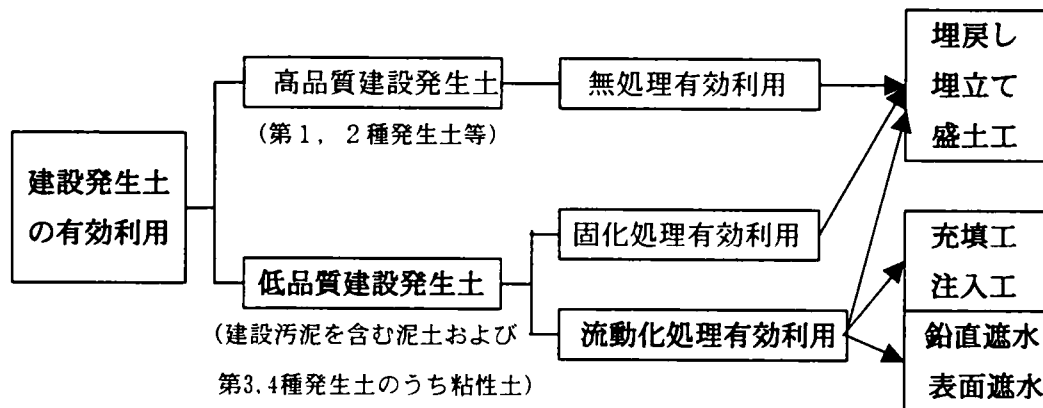 建設発生土
の有効利用
高品質建設発生土
(第1，2種発生土等)
無処理有効利用
埋戻し
埋立て
盛土工
低品質建設発生土
(建設汚泥を含む泥土および
第3,4種発生土のうち粘性土)
固化処理有効利用
流動化処理有効利用
充填工
注入工
鉛直遮水
表面遮水